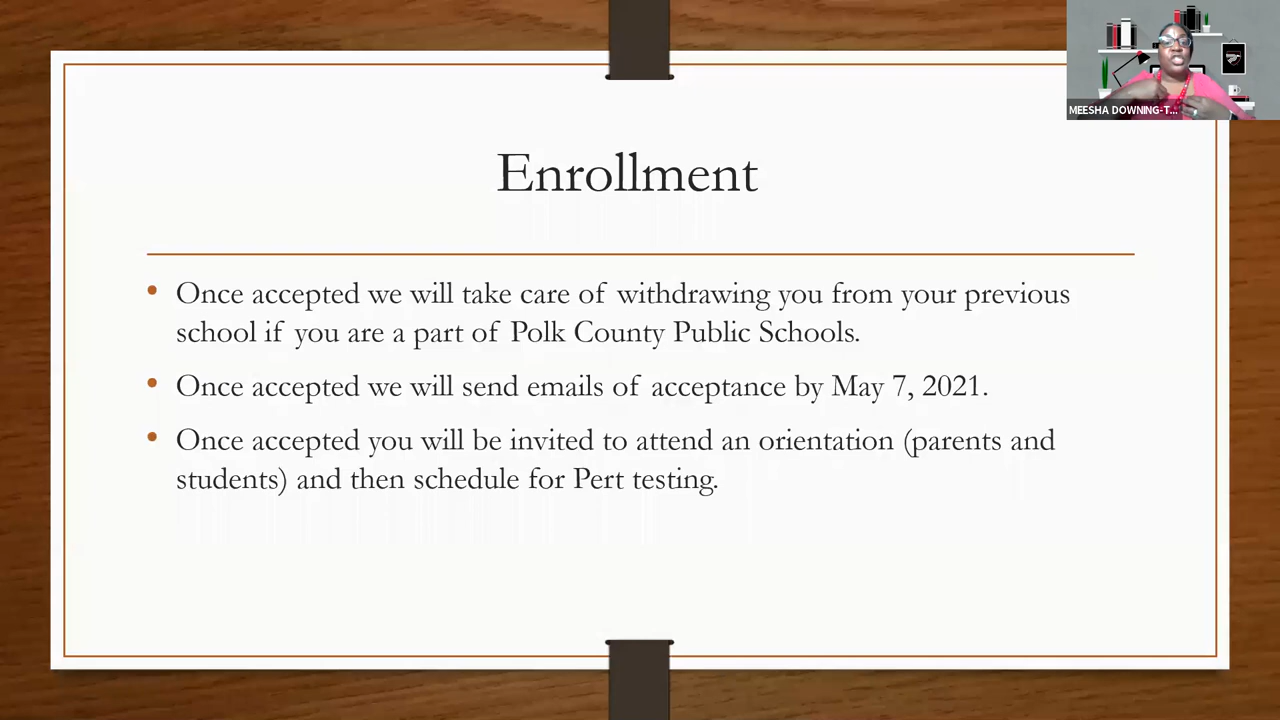 MEESHA DOWNING-T...
Enrollment
• Once accepted we will take care of withdrawing you from your previous
school if you are a part of Polk County Public Schools.
• Once accepted we will send emails of acceptance by May 7, 2021.
• Once accepted you will be invited to attend an orientation (parents and
students) and then schedule for Pert testing.